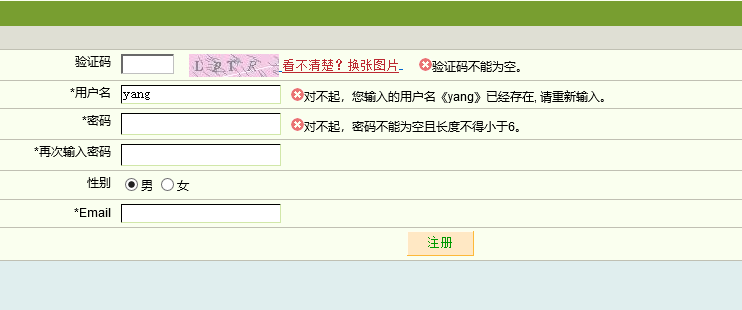 验证码 看不清楚？换张图片 验证码不能为空。
*用户名 yang 对不起，您输入的用户名《yang》已经存在, 请重新输入。
*密码 对不起，密码不能为空且长度不得小于6。
*再次输入密码
性别 男 女
*Email
注册